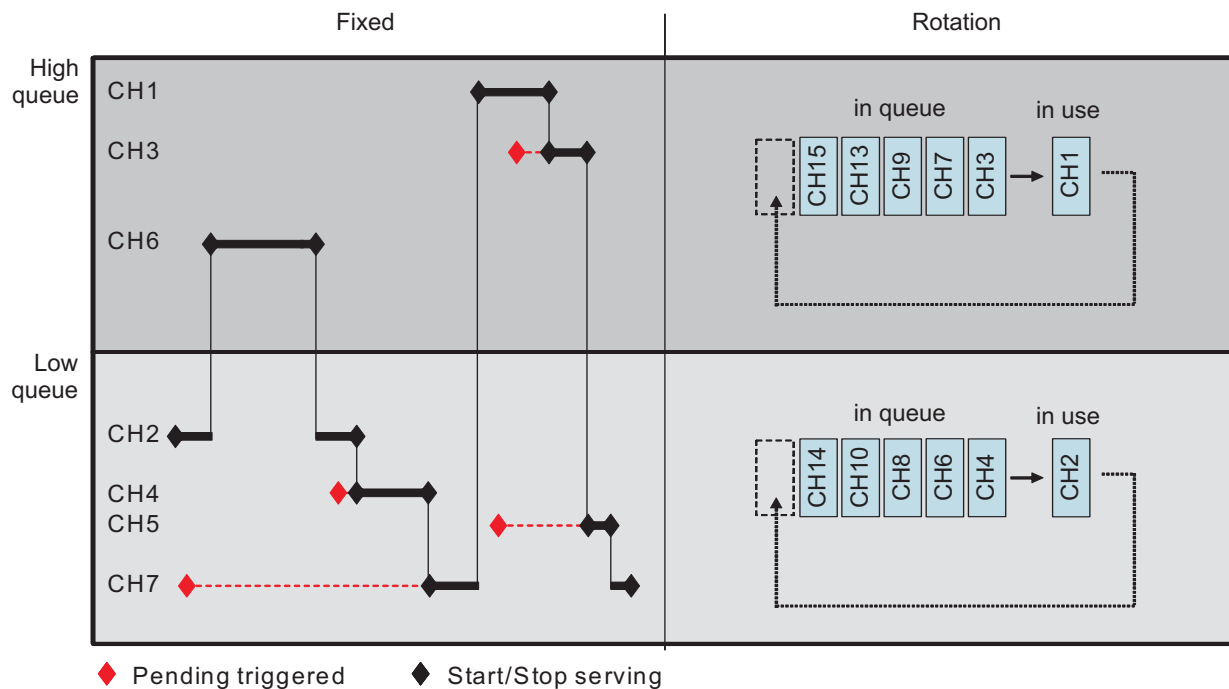 Fixed
Rotation
High
queue
CH1
CH3
CH6
in queue
in use
CH15
CH13
CH9
CH7
CH3
CH1
Low
queue
CH2
CH4
CH5
CH7
in queue
in use
CH14
CH10
CH8
CH6
CH4
CH2
Pending triggered
Start/Stop serving